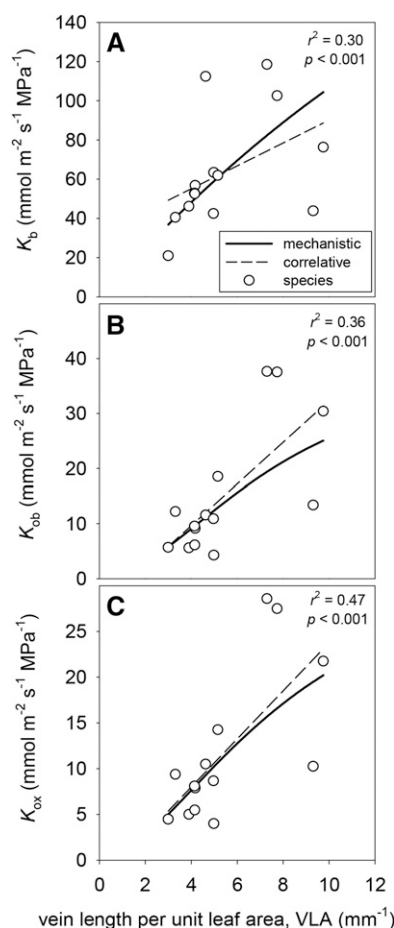 A
r² = 0.30
p < 0.001
140
120
100
80
60
40
20
0
K_b (mmol m⁻² s⁻¹ MPa⁻¹)
mechanistic
correlative
species
B
r² = 0.36
p < 0.001
40
30
20
10
0
K_ob (mmol m⁻² s⁻¹ MPa⁻¹)
C
r² = 0.47
p < 0.001
25
20
15
10
5
0
K_ox (mmol m⁻² s⁻¹ MPa⁻¹)
0 2 4 6 8 10 12
vein length per unit leaf area, VLA (mm⁻¹)